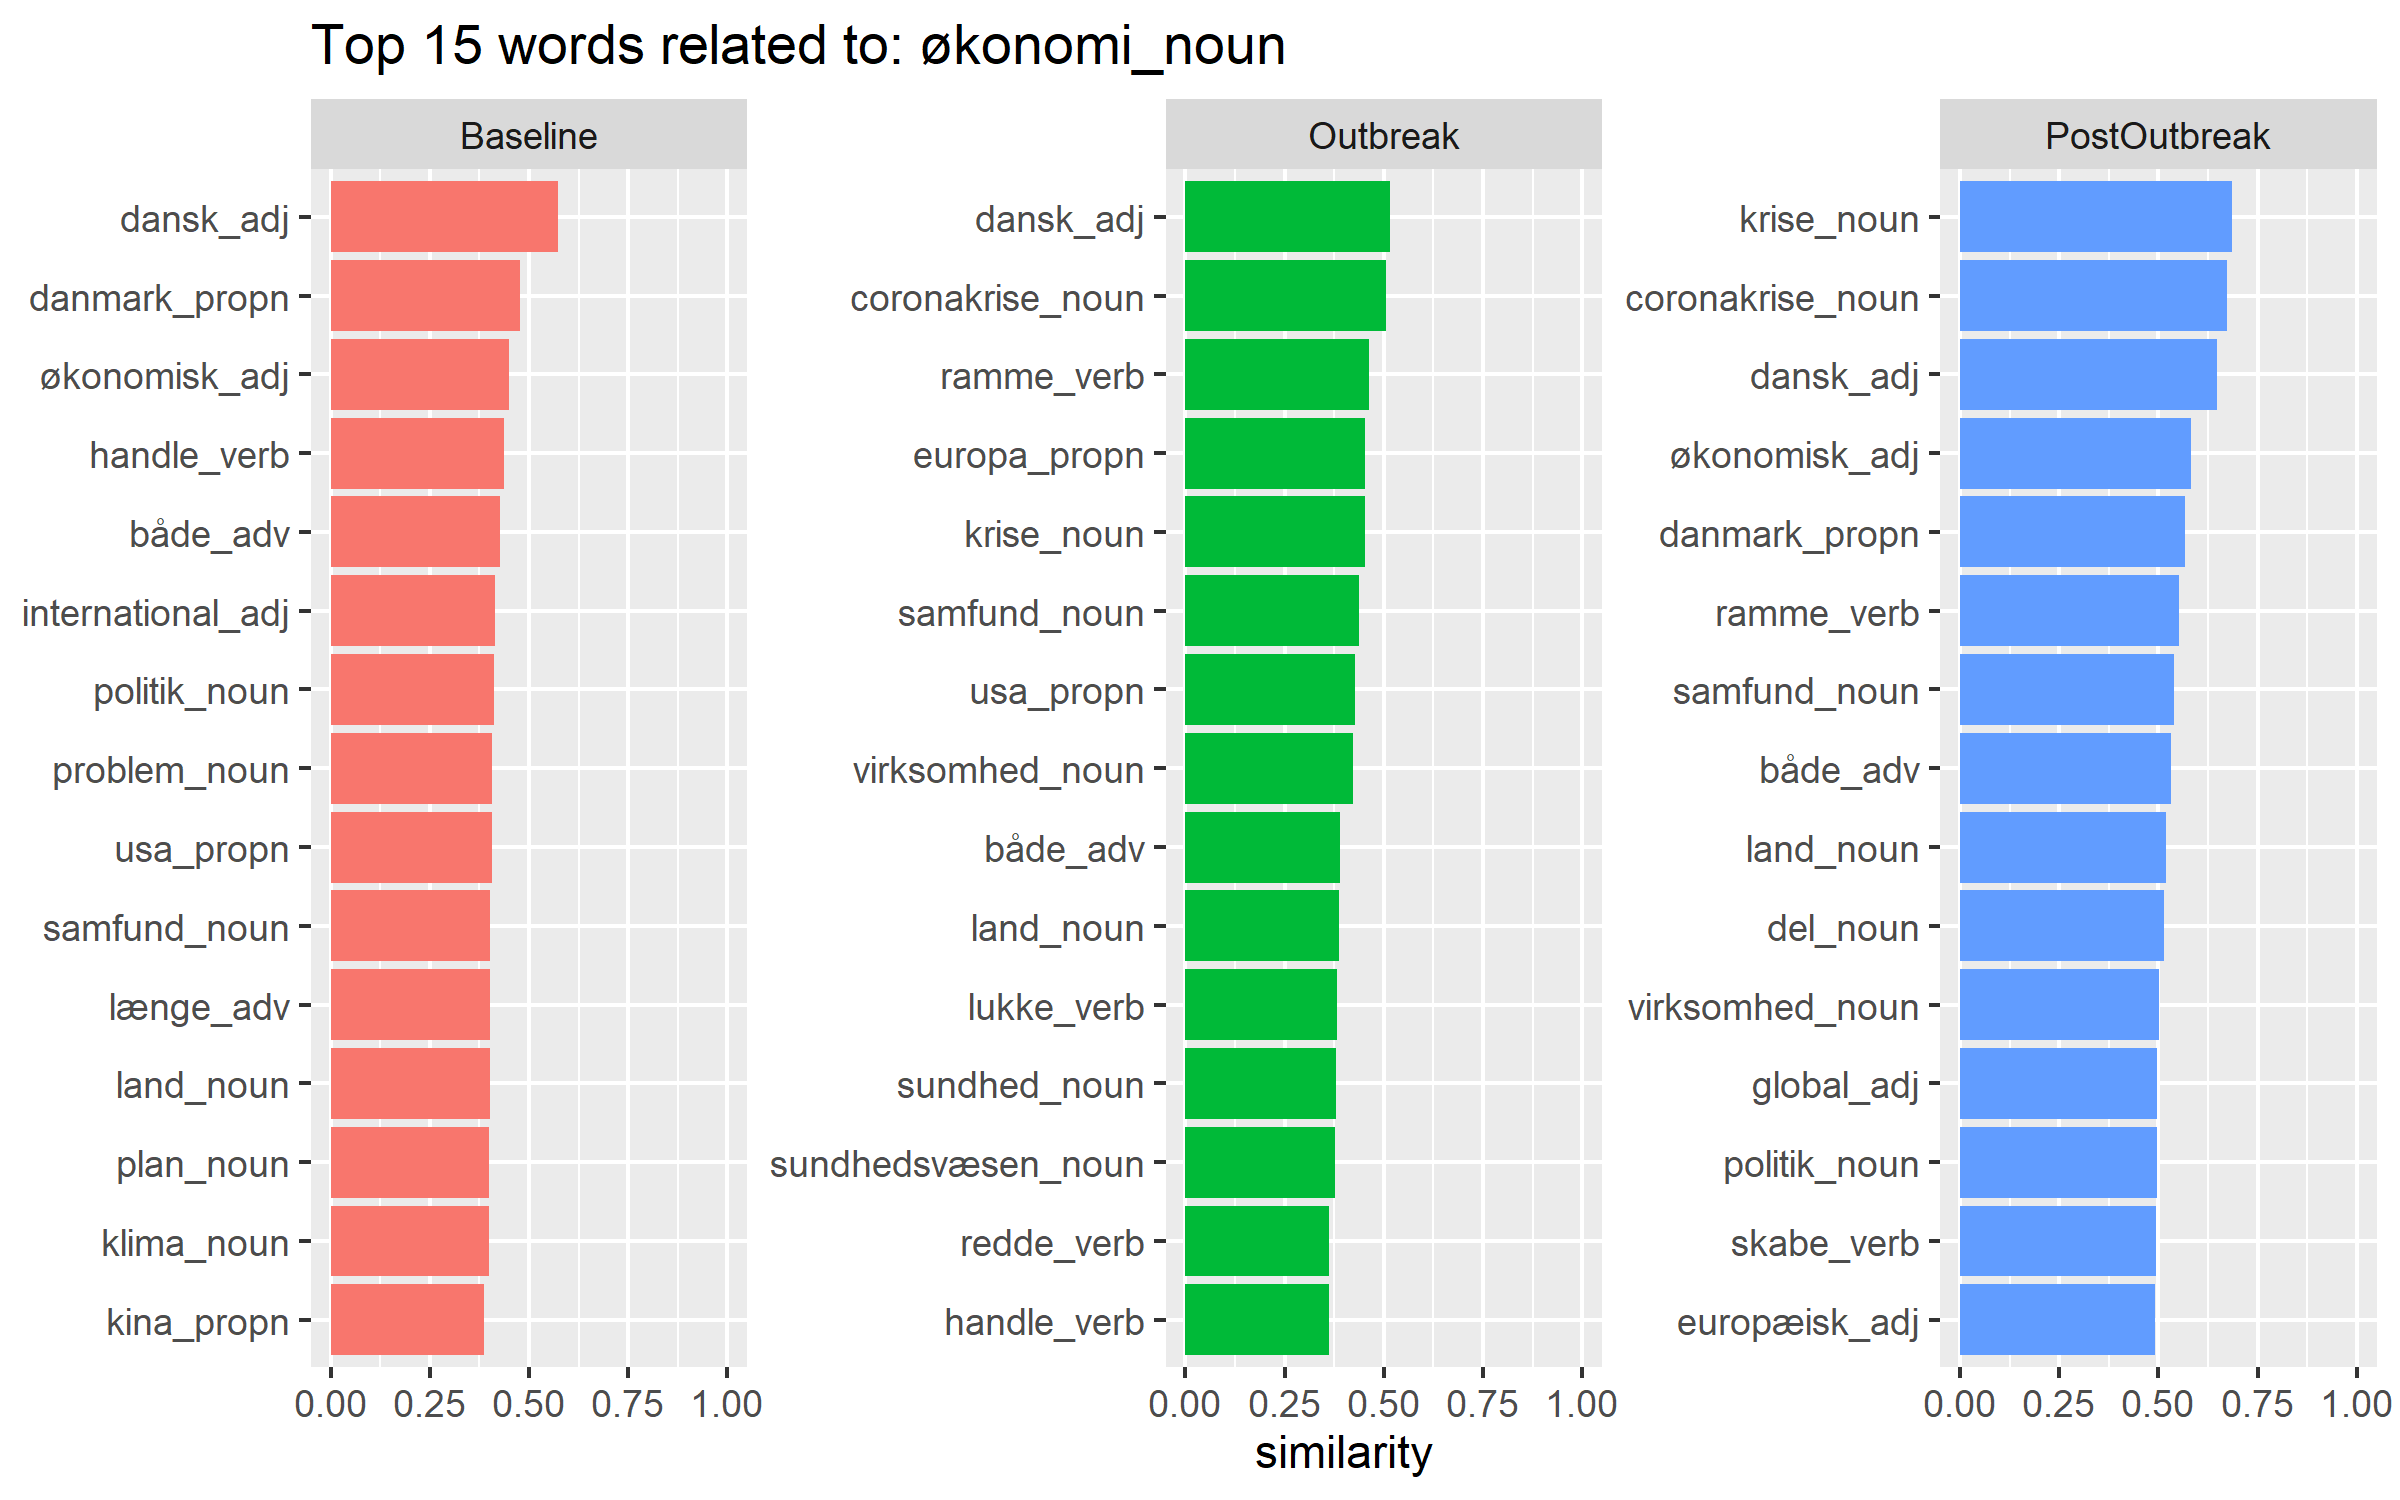 Top 15 words related to: økonomi_noun
Baseline
dansk_adj
danmark_propn
økonomisk_adj
handle_verb
både_adv
international_adj
politik_noun
problem_noun
usa_propn
samfund_noun
længe_adv
land_noun
plan_noun
klima_noun
kina_propn
0.00 0.25 0.50 0.75 1.00
Outbreak
dansk_adj
coronakrise_noun
ramme_verb
europa_propn
krise_noun
samfund_noun
usa_propn
virksomhed_noun
både_adv
land_noun
lukke_verb
sundhed_noun
sundhedsvæsen_noun
redde_verb
handle_verb
0.00 0.25 0.50 0.75 1.00
PostOutbreak
krise_noun
coronakrise_noun
dansk_adj
økonomisk_adj
danmark_propn
ramme_verb
samfund_noun
både_adv
land_noun
del_noun
virksomhed_noun
global_adj
politik_noun
skabe_verb
europæisk_adj
0.00 0.25 0.50 0.75 1.00
similarity